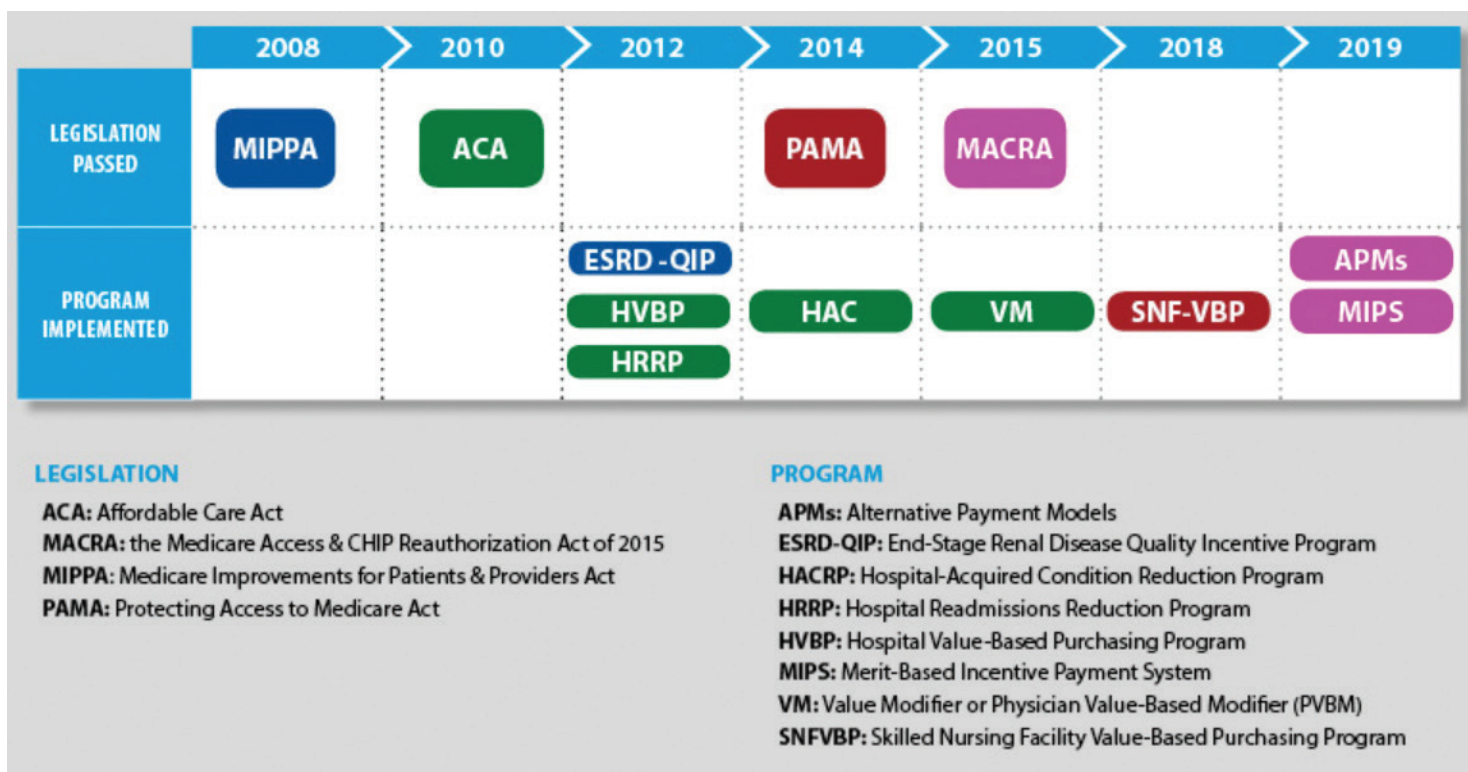 2008 2010 2012 2014 2015 2018 2019
LEGISLATION
PASSED
MIPPA ACA PAMA MACRA
PROGRAM
IMPLEMENTED
ESRD -QIP APMs
HVBP HAC VM SNF-VBP MIPS
HRRP
LEGISLATION
ACA: Affordable Care Act
MACRA: the Medicare Access & CHIP Reauthorization Act of 2015
MIPPA: Medicare Improvements for Patients & Providers Act
PAMA: Protecting Access to Medicare Act
PROGRAM
APMs: Alternative Payment Models
ESRD-QIP: End-Stage Renal Disease Quality Incentive Program
HACRP: Hospital-Acquired Condition Reduction Program
HRRP: Hospital Readmissions Reduction Program
HVBP: Hospital Value-Based Purchasing Program
MIPS: Merit-Based Incentive Payment System
VM: Value Modifier or Physician Value-Based Modifier (PVBM)
SNFVBP: Skilled Nursing Facility Value-Based Purchasing Program